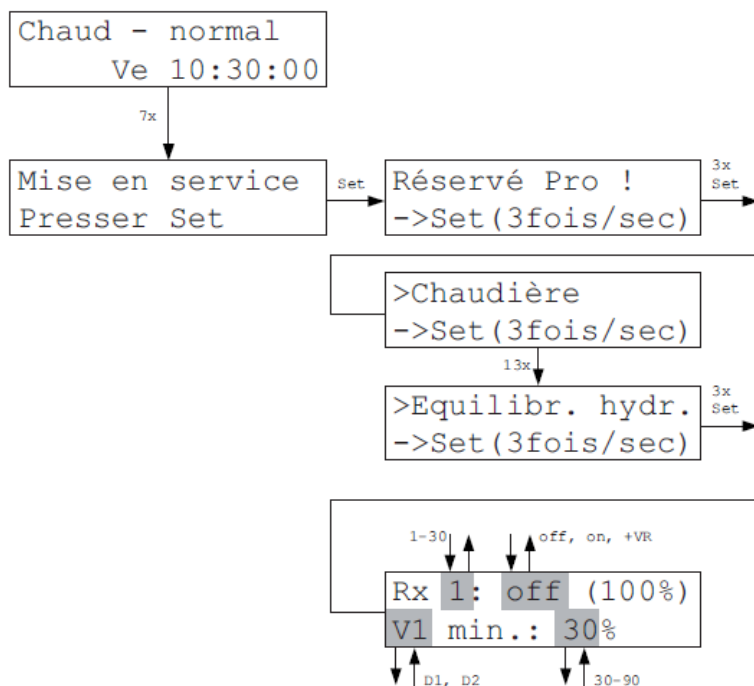 Chaud - normal
Ve 10:30:00
7x
Mise en service
Presser Set
Set
Réservé Pro !
->Set(3fois/sec)
3x
Set
>Chaudière
->Set(3fois/sec)
13x
>Equilibr. hydr.
->Set(3fois/sec)
3x
Set
1-30
off, on, +VR
Rx 1: off (100%)
V1 min.: 30%
D1, D2
30-90